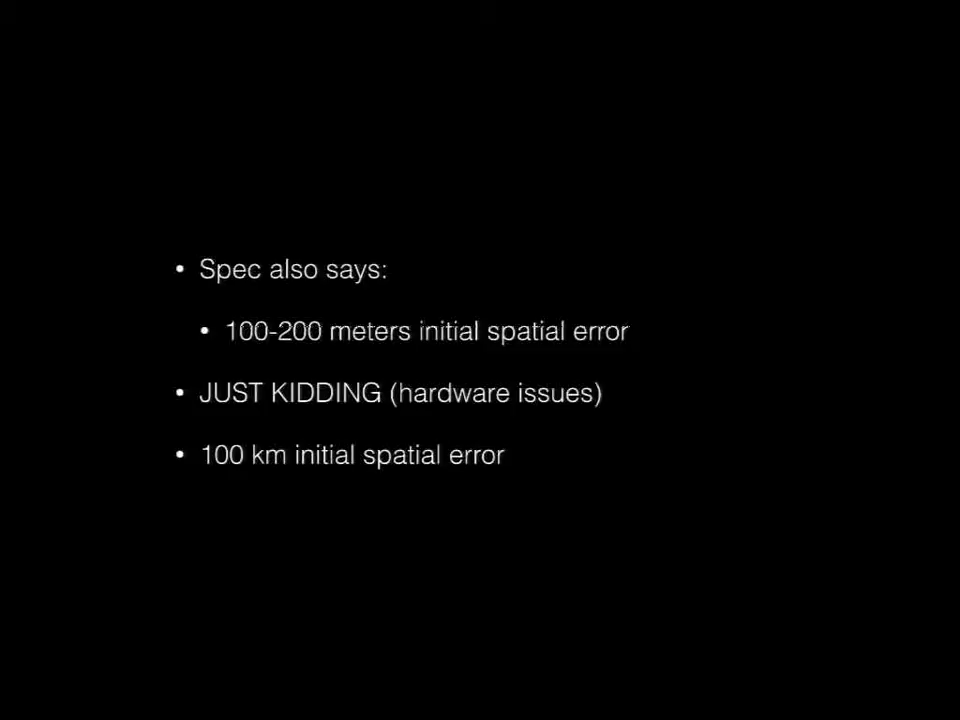 • Spec also says:
• 100-200 meters initial spatial error
• JUST KIDDING (hardware issues)
• 100 km initial spatial error